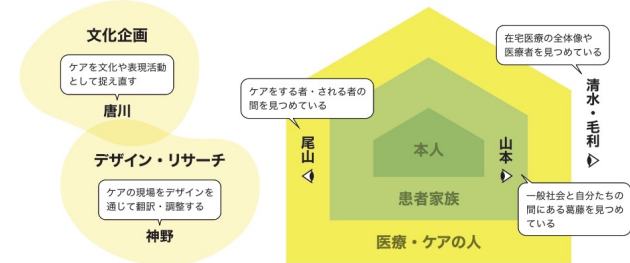 文化企画
ケアを文化や表現活動
として捉え直す
唐川
デザイン・リサーチ
ケアの現場をデザインを
通じて翻訳・調整する
神野
ケアをする者・される者の
間を見つめている
尾山
本人
患者家族
医療・ケアの人
山本
一般社会と自分たちの
間にある葛藤を見つめ
ている
在宅医療の全体像や
医療者を見つめている
清水・毛利